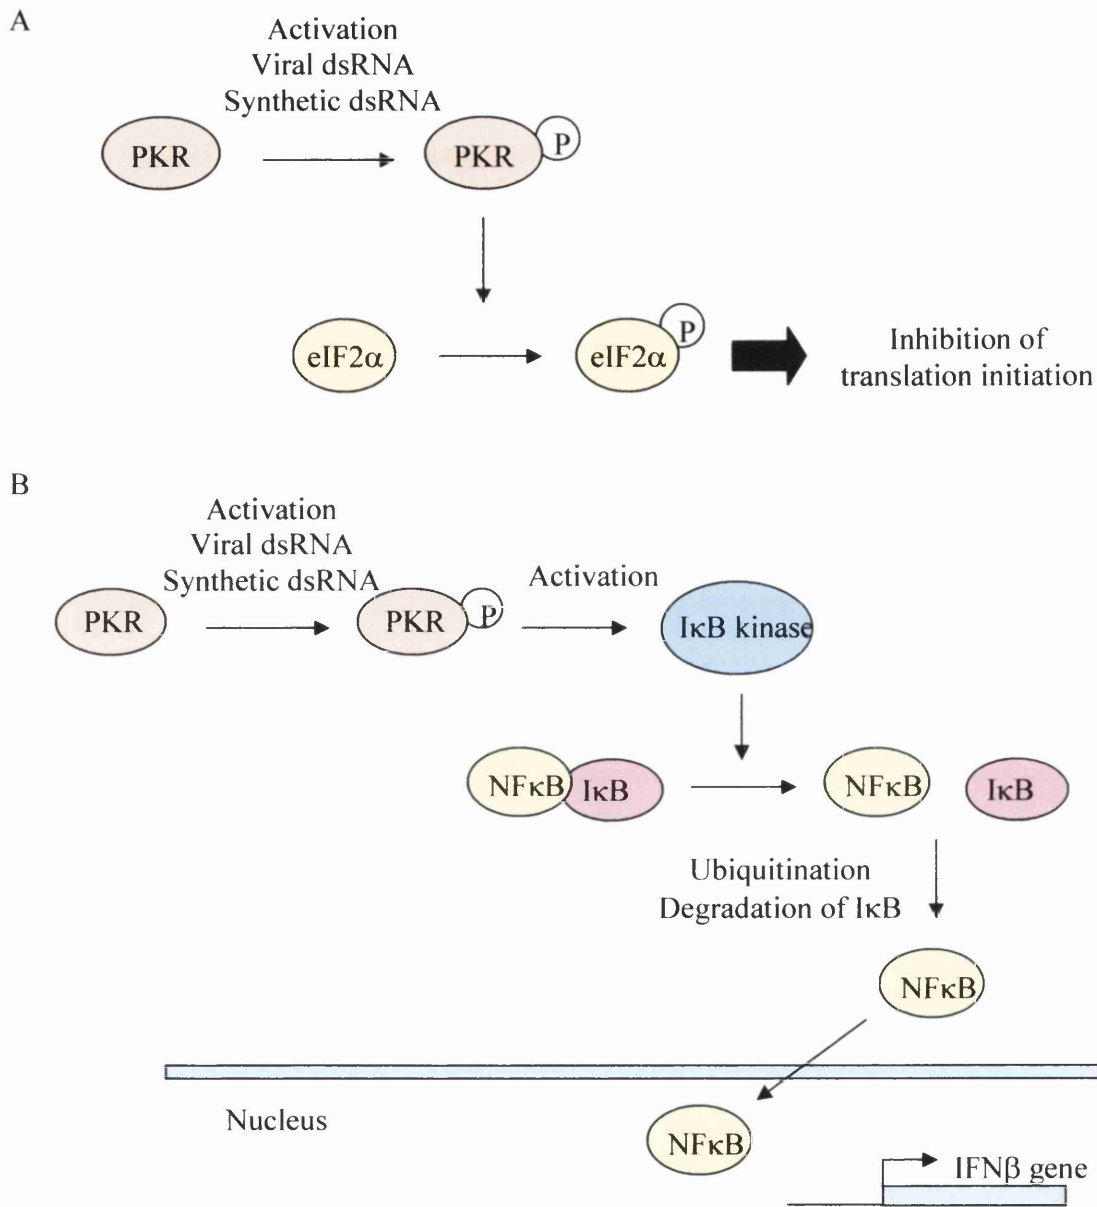 A
Activation
Viral dsRNA
Synthetic dsRNA
PKR
PKR
P
eIF2α
eIF2α
P
Inhibition of
translation initiation
B
Activation
Viral dsRNA
Synthetic dsRNA
Activation
PKR
PKR
P
IκB kinase
NFκB
IκB
NFκB
IκB
Ubiquitination
Degradation of IκB
NFκB
Nucleus
NFκB
IFNβ gene